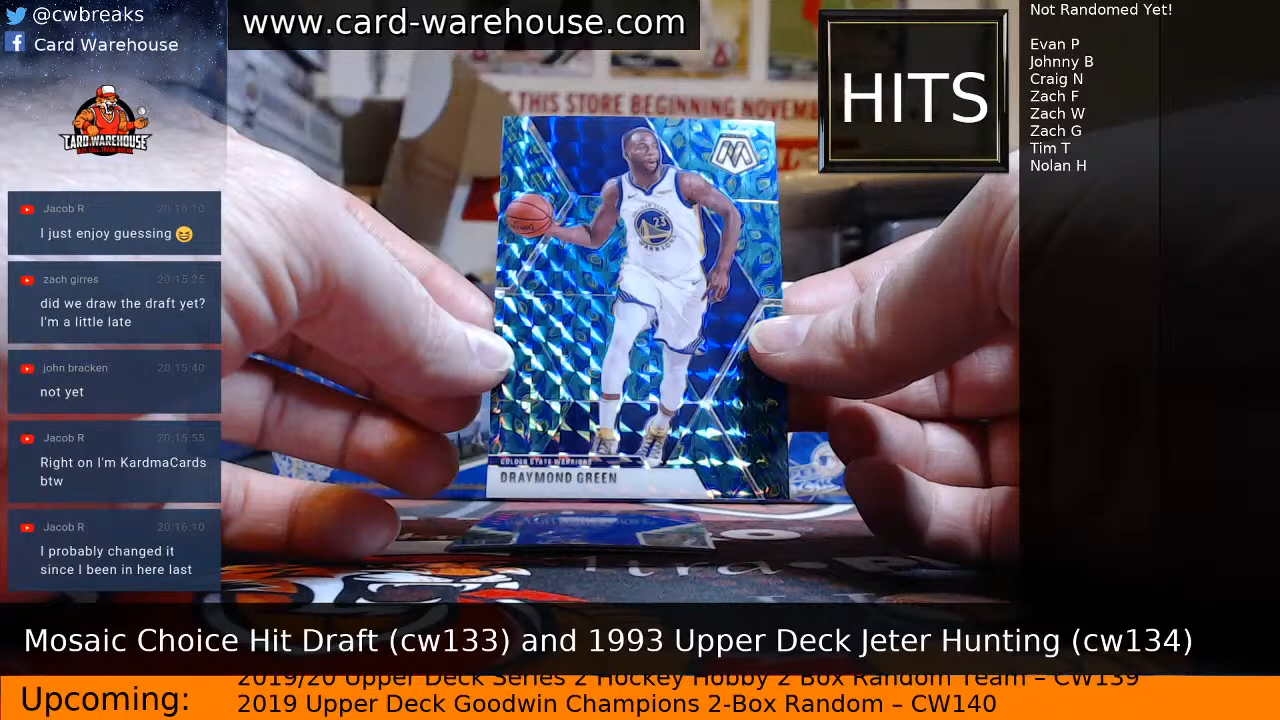 @cwbreaks
Card Warehouse
CARD WAREHOUSE
www.card-warehouse.com
THIS STORE BEGINNING NOVEM
HITS
Not Randomed Yet!
Evan P
Johnny B
Craig N
Zach F
Zach W
Zach G
Tim T
Nolan H
Jacob R 20:15:10
I just enjoy guessing 😆
zach girres 20:15:25
did we draw the draft yet?
I'm a little late
john bracken 20:15:40
not yet
Jacob R 20:15:55
Right on I'm KardmaCards
btw
Jacob R 20:16:10
I probably changed it
since I been in here last
M
23
GOLDEN STATE WARRIORS
DRAYMOND GREEN
Mosaic Choice Hit Draft (cw133) and 1993 Upper Deck Jeter Hunting (cw134)
Upcoming:
2019/20 Upper Deck Series 2 Hockey Hobby 2 Box Random Team – CW139
2019 Upper Deck Goodwin Champions 2-Box Random – CW140